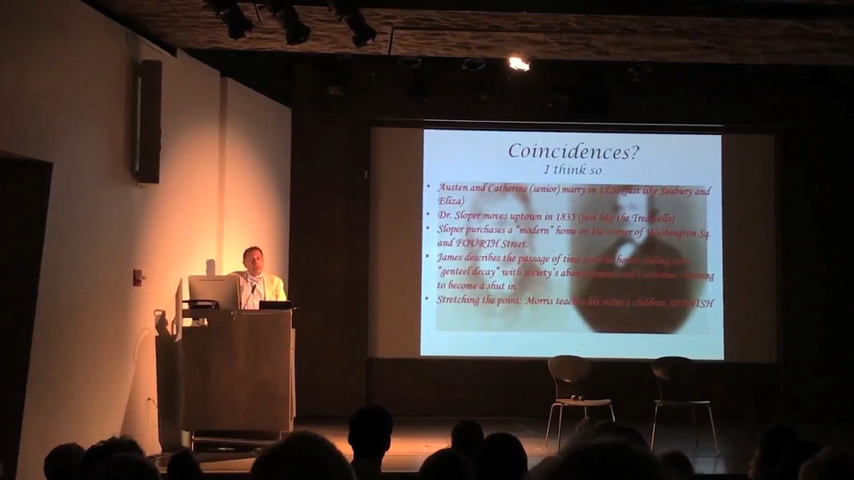 Coincidences?
I think so
• Austen and Catherine (senior) marry in 1820 (just like Seabury and
Eliza)
• Dr. Sloper moves uptown in 1835 (just like the Tredwells)
• Sloper purchases a "modern" home on the corner of Washington Sq.
and FOURTH Street.
• James describes the passage of time and the home sliding into
"genteel decay" with society's abandonment and Catherine
to become a shut in.
• Stretching the point: Morris teaches his sister's children SPANISH